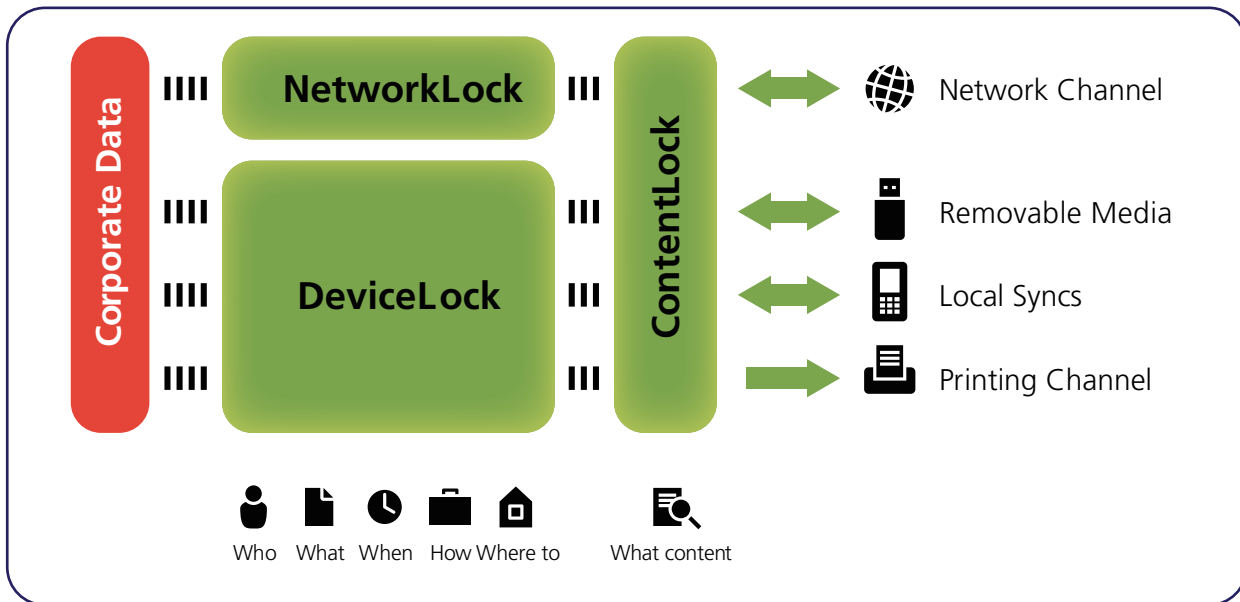 Corporate Data
NetworkLock
DeviceLock
ContentLock
Network Channel
Removable Media
Local Syncs
Printing Channel
Who
What
When
How
Where to
What content